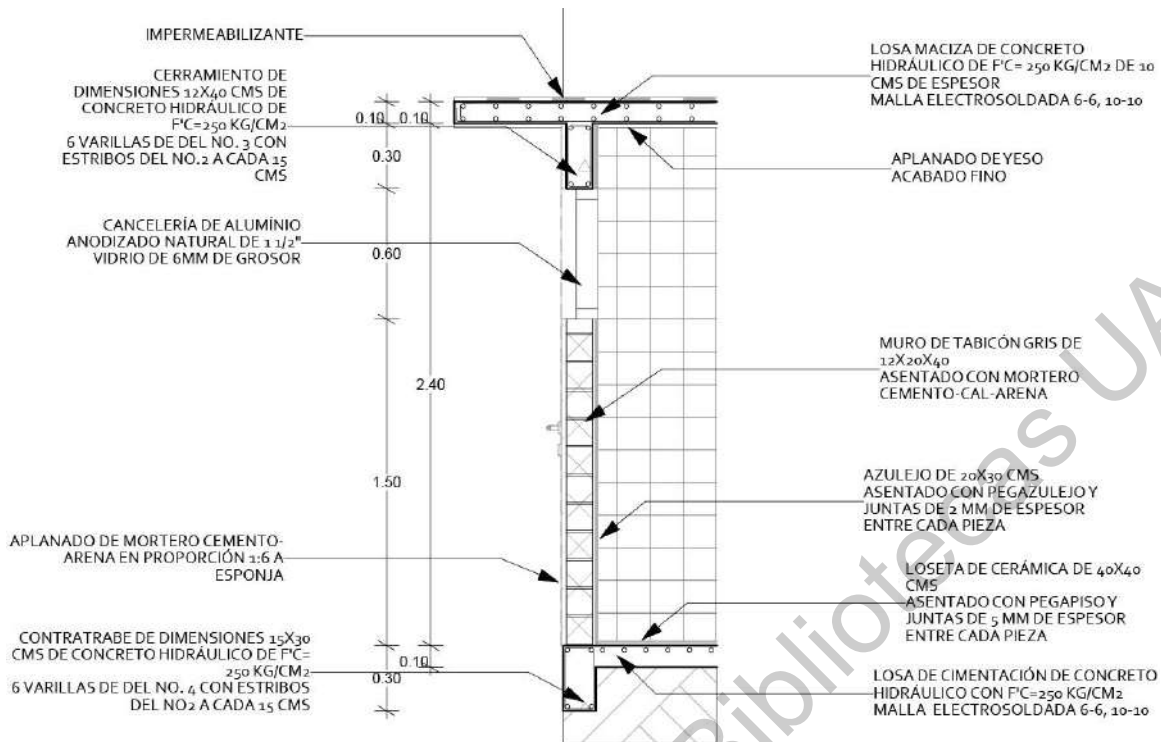 IMPERMEABILIZANTE
CERRAMIENTO DE
DIMENSIONES 12X40 CMS DE
CONCRETO HIDRÁULICO DE
F'C=250 KG/CM2
6 VARILLAS DE DEL NO. 3 CON
ESTRIBOS DEL NO.2 A CADA 15
CMS
CANCELERÍA DE ALUMÍNIO
ANODIZADO NATURAL DE 1 1/2"
VIDRIO DE 6MM DE GROSOR
APLANADO DE MORTERO CEMENTO-
ARENA EN PROPORCIÓN 1:6 A
ESPONJA
CONTRATRABE DE DIMENSIONES 15X30
CMS DE CONCRETO HIDRÁULICO DE F'C=
250 KG/CM2
6 VARILLAS DE DEL NO. 4 CON ESTRIBOS
DEL NO2 A CADA 15 CMS
0.10
0.10
0.30
0.60
2.40
1.50
0.10
0.30
LOSA MACIZA DE CONCRETO
HIDRÁULICO DE F'C= 250 KG/CM2 DE 10
CMS DE ESPESOR
MALLA ELECTROSOLDADA 6-6, 10-10
APLANADO DE YESO
ACABADO FINO
MURO DE TABICÓN GRIS DE
12X20X40
ASENTADO CON MORTERO
CEMENTO-CAL-ARENA
AZULEJO DE 20X30 CMS
ASENTADO CON PEGAZULEJO Y
JUNTAS DE 2 MM DE ESPESOR
ENTRE CADA PIEZA
LOSETA DE CERÁMICA DE 40X40
CMS
ASENTADO CON PEGAPISO Y
JUNTAS DE 5 MM DE ESPESOR
ENTRE CADA PIEZA
LOSA DE CIMENTACIÓN DE CONCRETO
HIDRÁULICO CON F'C=250 KG/CM2
MALLA ELECTROSOLDADA 6-6, 10-10
Bibliotecas UA